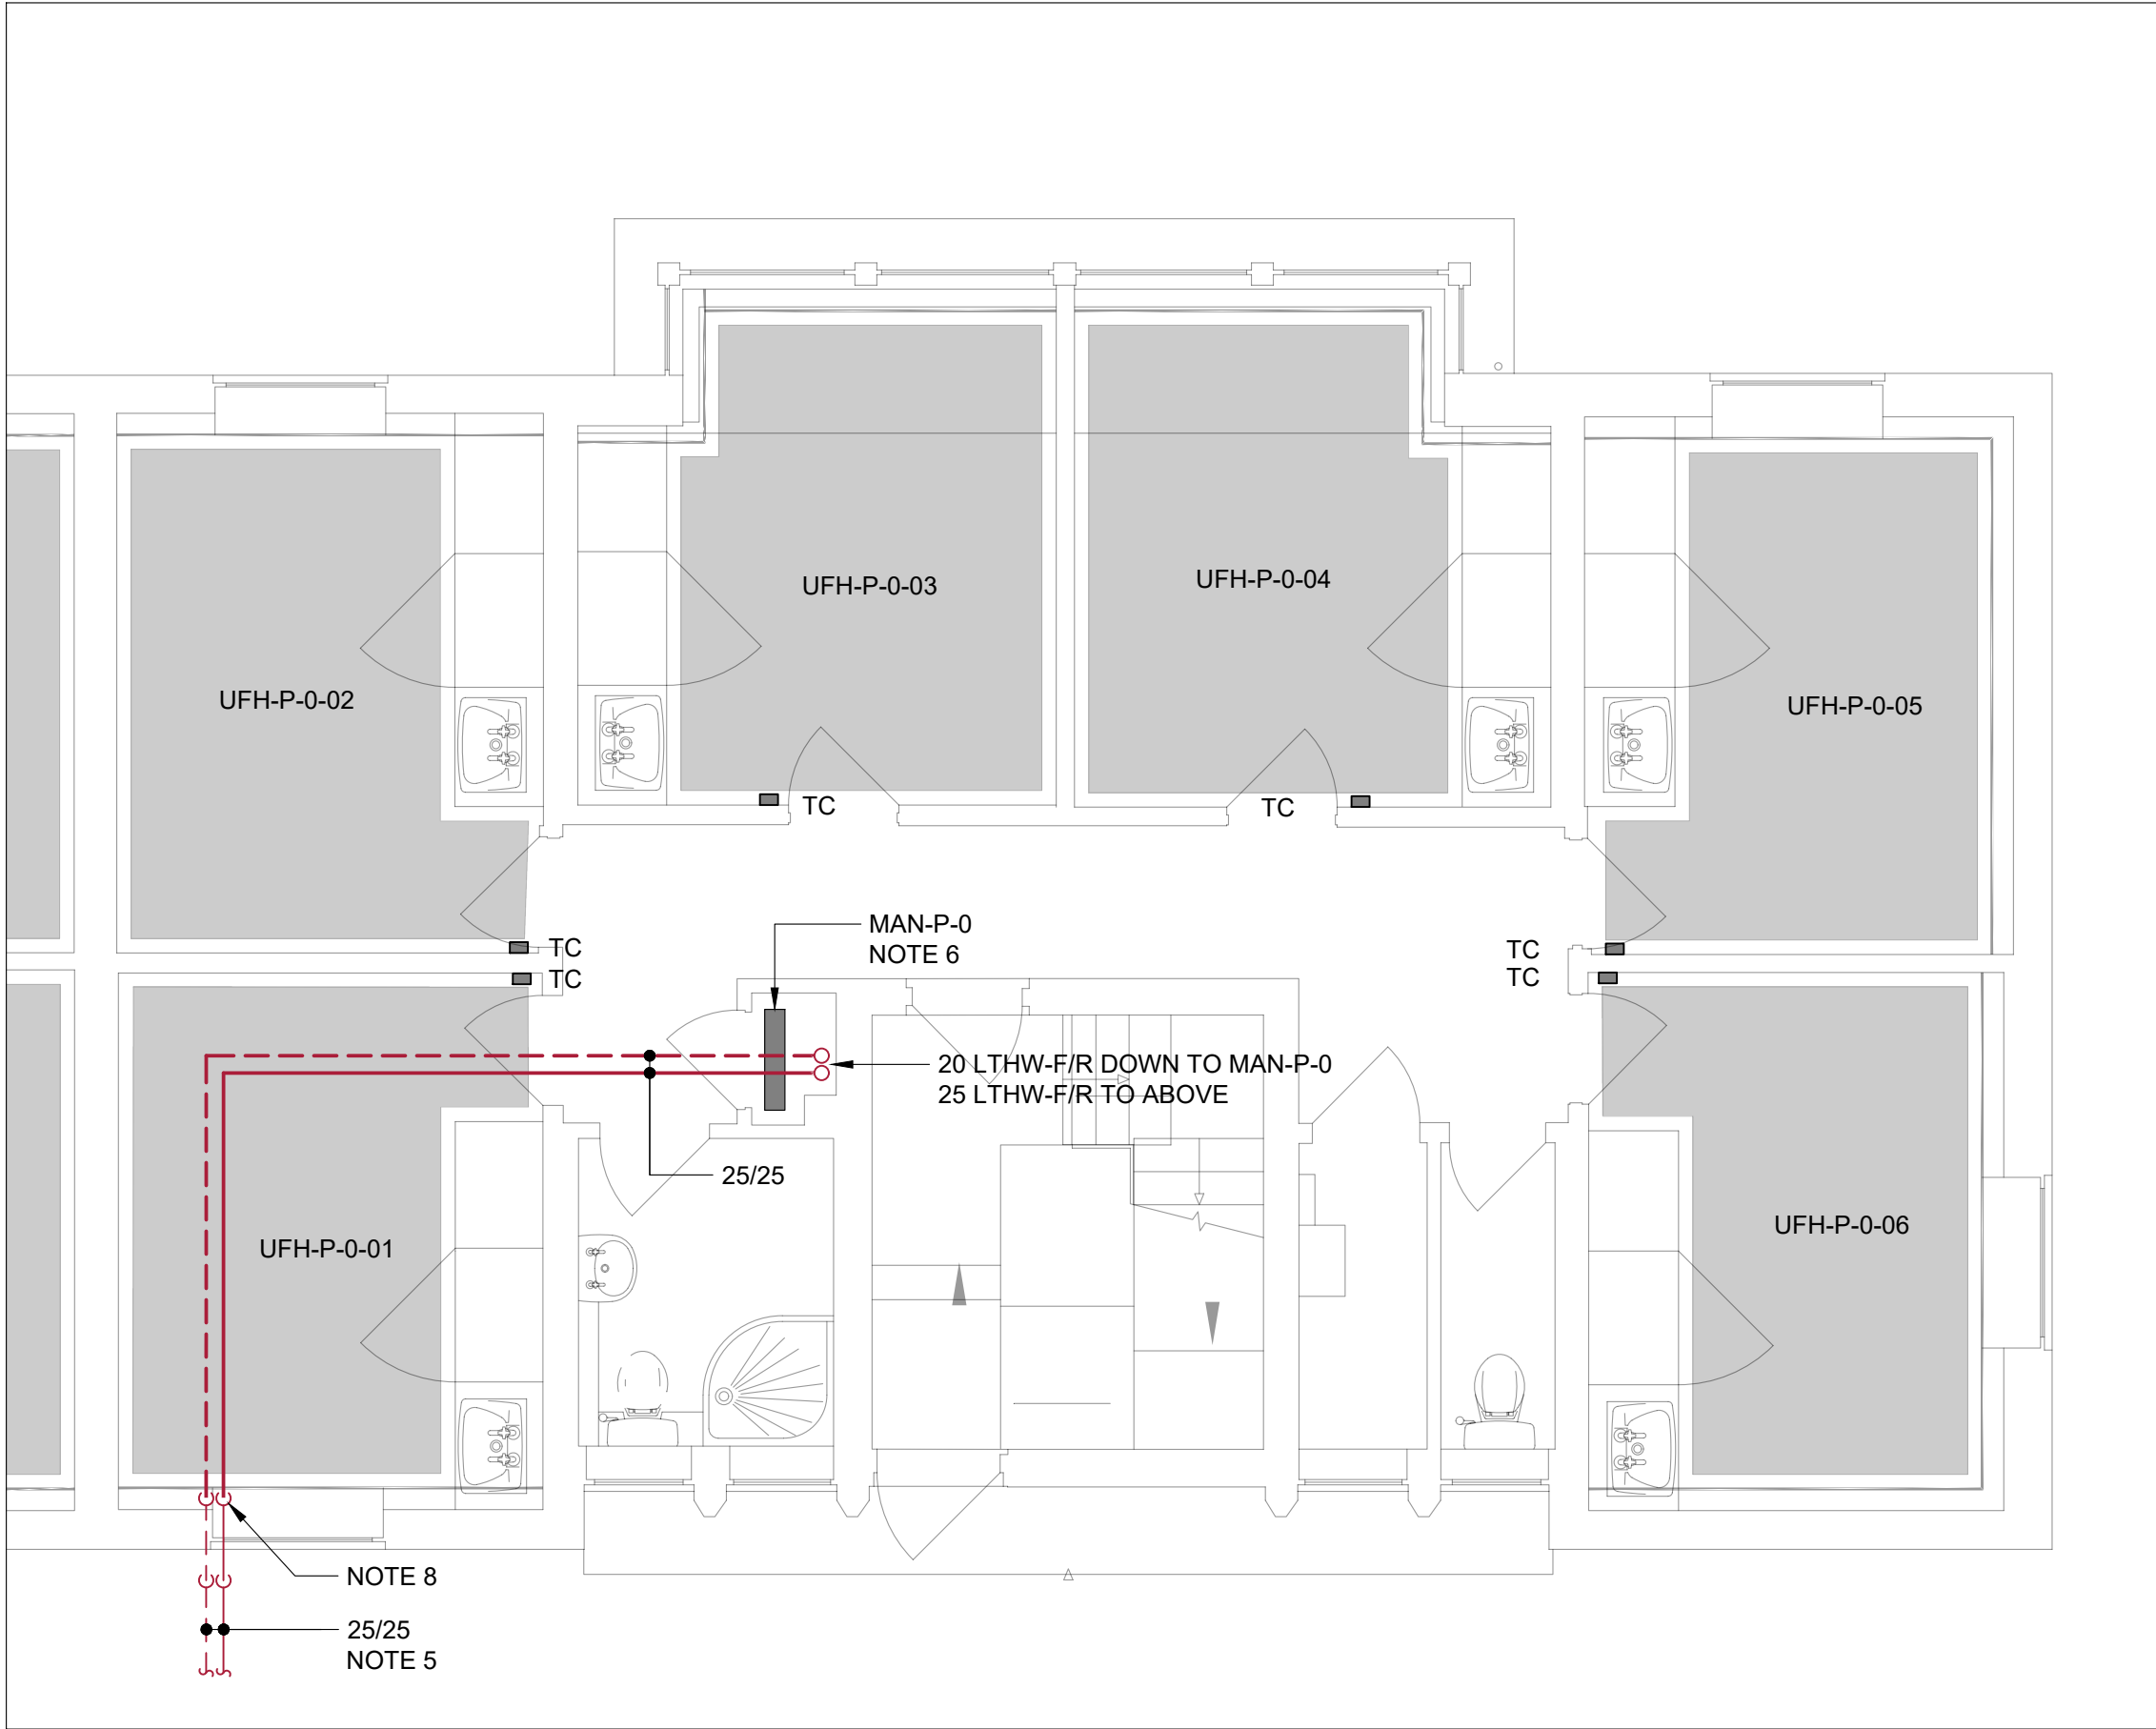 UFH-P-0-03
UFH-P-0-04
UFH-P-0-02
UFH-P-0-05
TC
TC
MAN-P-0
NOTE 6
TC
TC
TC
TC
20 LTHW-F/R DOWN TO MAN-P-0
25 LTHW-F/R TO ABOVE
25/25
UFH-P-0-01
UFH-P-0-06
NOTE 8
25/25
NOTE 5